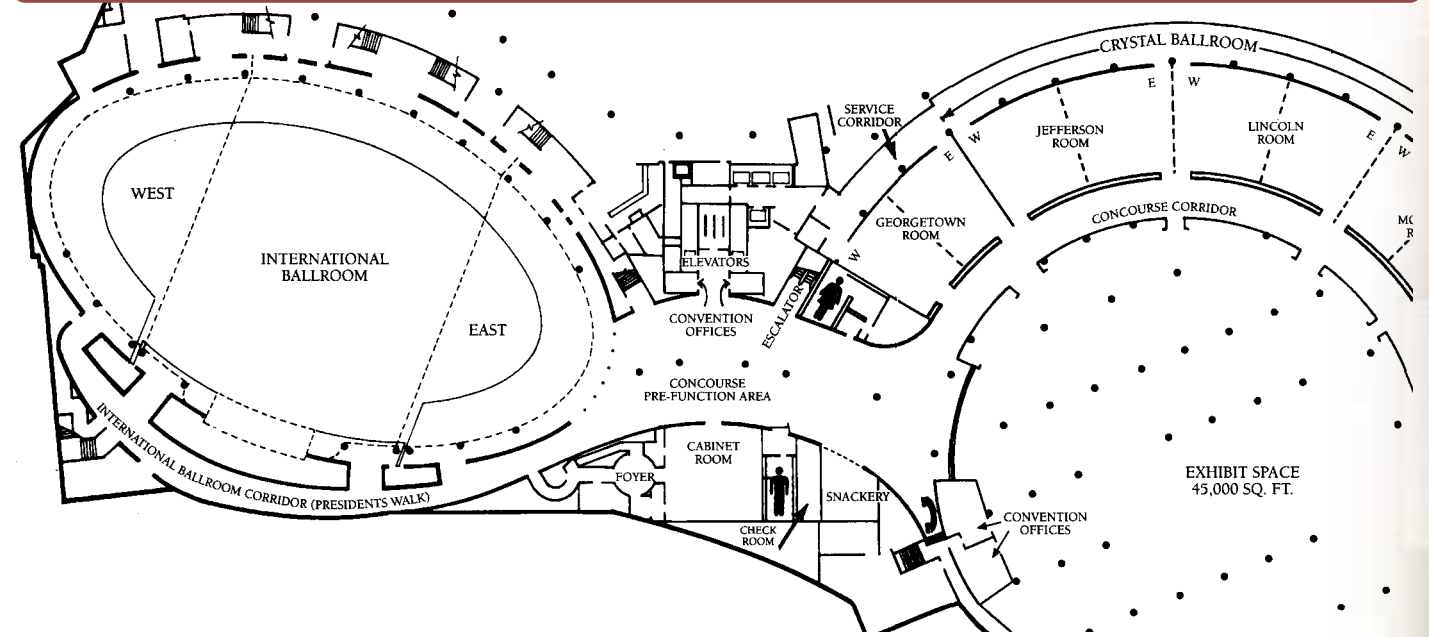 CRYSTAL BALLROOM
SERVICE
CORRIDOR
E W
JEFFERSON
ROOM
LINCOLN
ROOM
E W
E W
WEST
GEORGETOWN
ROOM
W
CONCOURSE CORRIDOR
INTERNATIONAL
BALLROOM
ELEVATORS
EAST
CONVENTION
OFFICES
ESCALATOR
CONCOURSE
PRE-FUNCTION AREA
INTERNATIONAL BALLROOM CORRIDOR (PRESIDENTS WALK)
CABINET
ROOM
FOYER
SNACKERY
CHECK
ROOM
EXHIBIT SPACE
45,000 SQ. FT.
CONVENTION
OFFICES